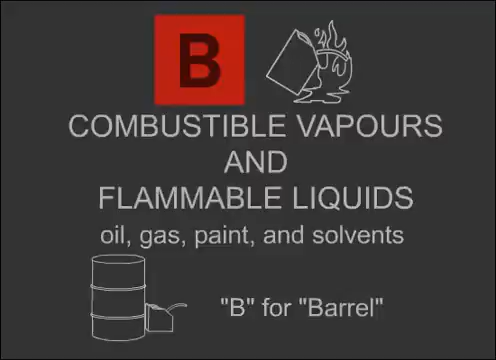 B
COMBUSTIBLE VAPOURS
AND
FLAMMABLE LIQUIDS
oil, gas, paint, and solvents
"B" for "Barrel"